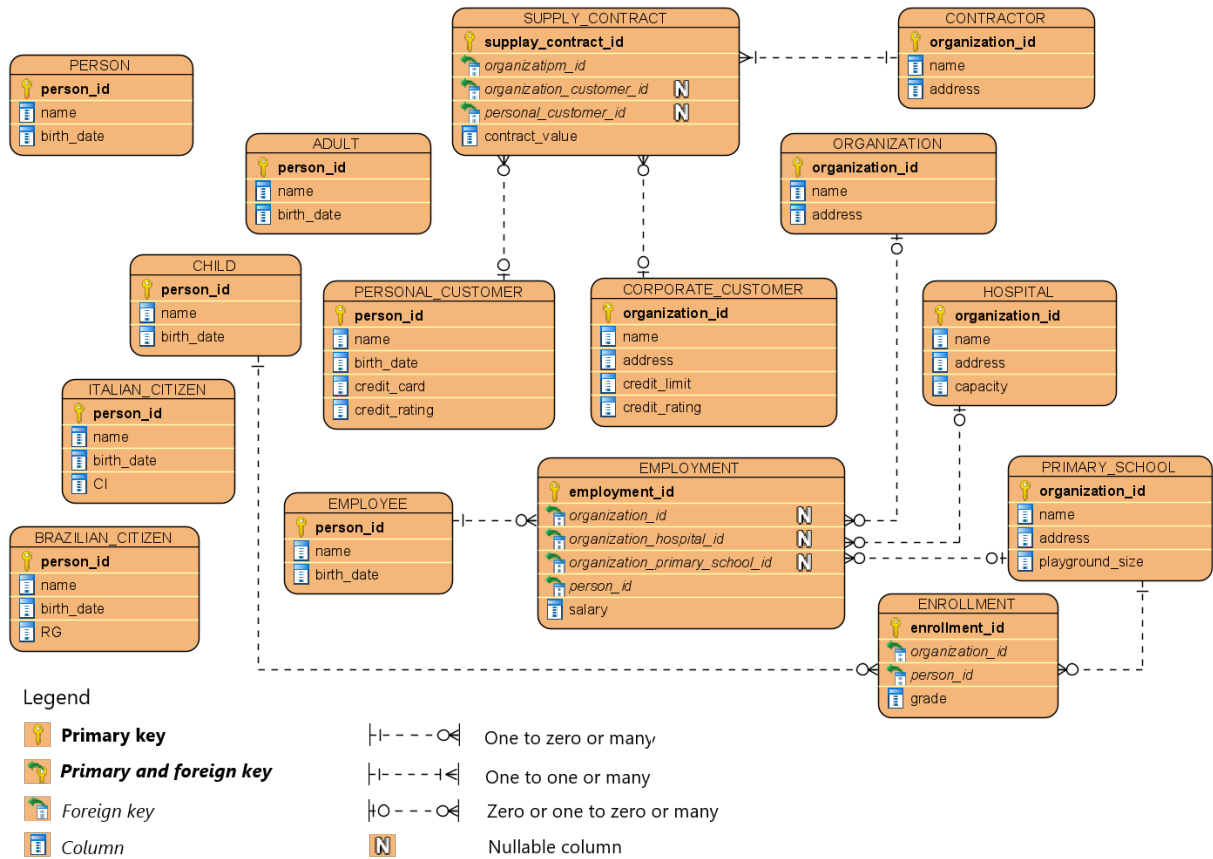 SUPPLY_CONTRACT
supplay_contract_id
organizatipm_id
organization_customer_id N
personal_customer_id N
contract_value
CONTRACTOR
organization_id
name
address
PERSON
person_id
name
birth_date
ADULT
person_id
name
birth_date
ORGANIZATION
organization_id
name
address
CHILD
person_id
name
birth_date
PERSONAL_CUSTOMER
person_id
name
birth_date
credit_card
credit_rating
CORPORATE_CUSTOMER
organization_id
name
address
credit_limit
credit_rating
HOSPITAL
organization_id
name
address
capacity
ITALIAN_CITIZEN
person_id
name
birth_date
CI
EMPLOYMENT
employment_id
organization_id N
organization_hospital_id N
organization_primary_school_id N
person_id
salary
PRIMARY_SCHOOL
organization_id
name
address
playground_size
EMPLOYEE
person_id
name
birth_date
BRAZILIAN_CITIZEN
person_id
name
birth_date
RG
ENROLLMENT
enrollment_id
organization_id
person_id
grade
Legend
Primary key
One to zero or many,
Primary and foreign key
One to one or many
Foreign key
Zero or one to zero or many
Column
N Nullable column